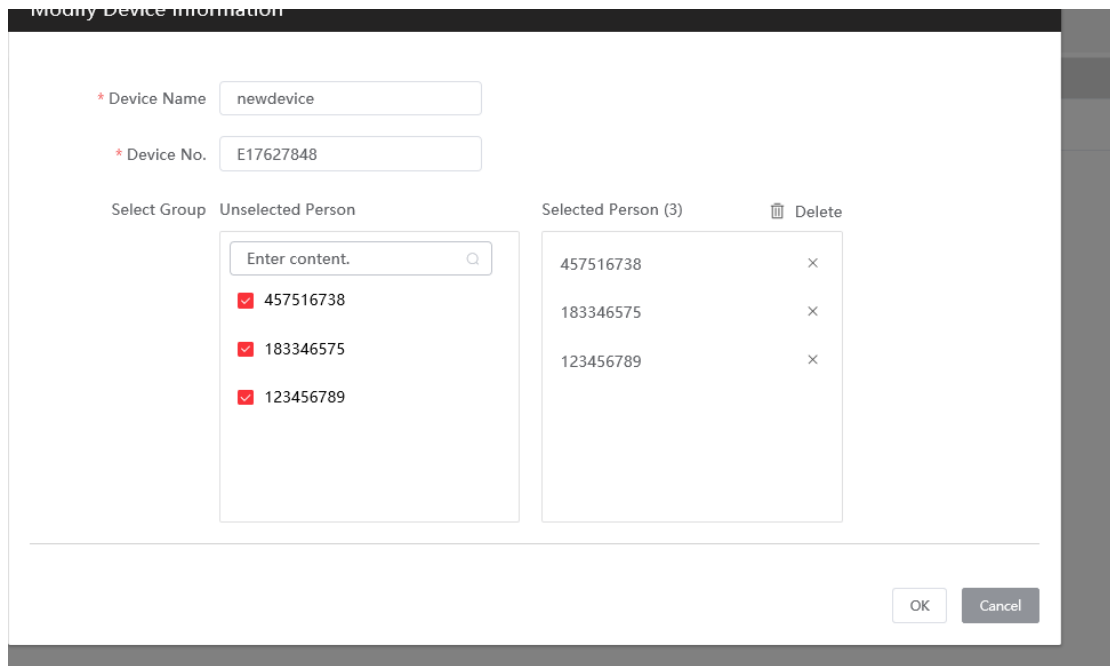 Modify Device Information
* Device Name newdevice
* Device No. E17627848
Select Group Unselected Person Selected Person (3) Delete
Enter content.
457516738
183346575
123456789
457516738
183346575
123456789
OK Cancel